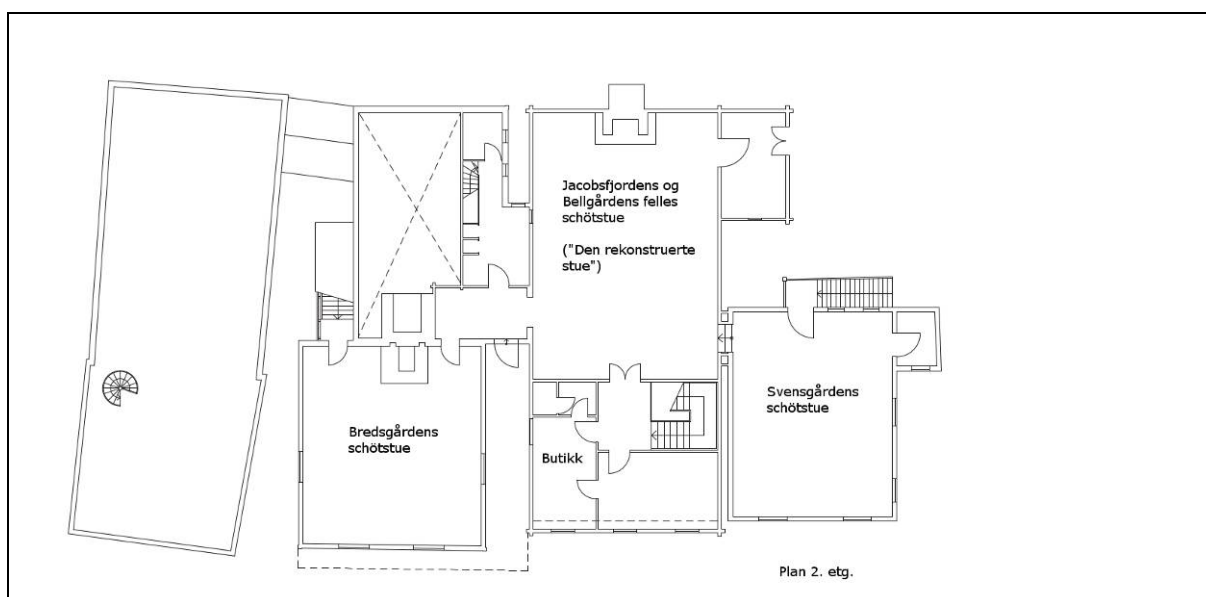 Jacobsfjordens og
Bellgårdens felles
schötstue
("Den rekonstruerte
stue")
Svensgårdens
schötstue
Bredsgårdens
schötstue
Butikk
Plan 2. etg.